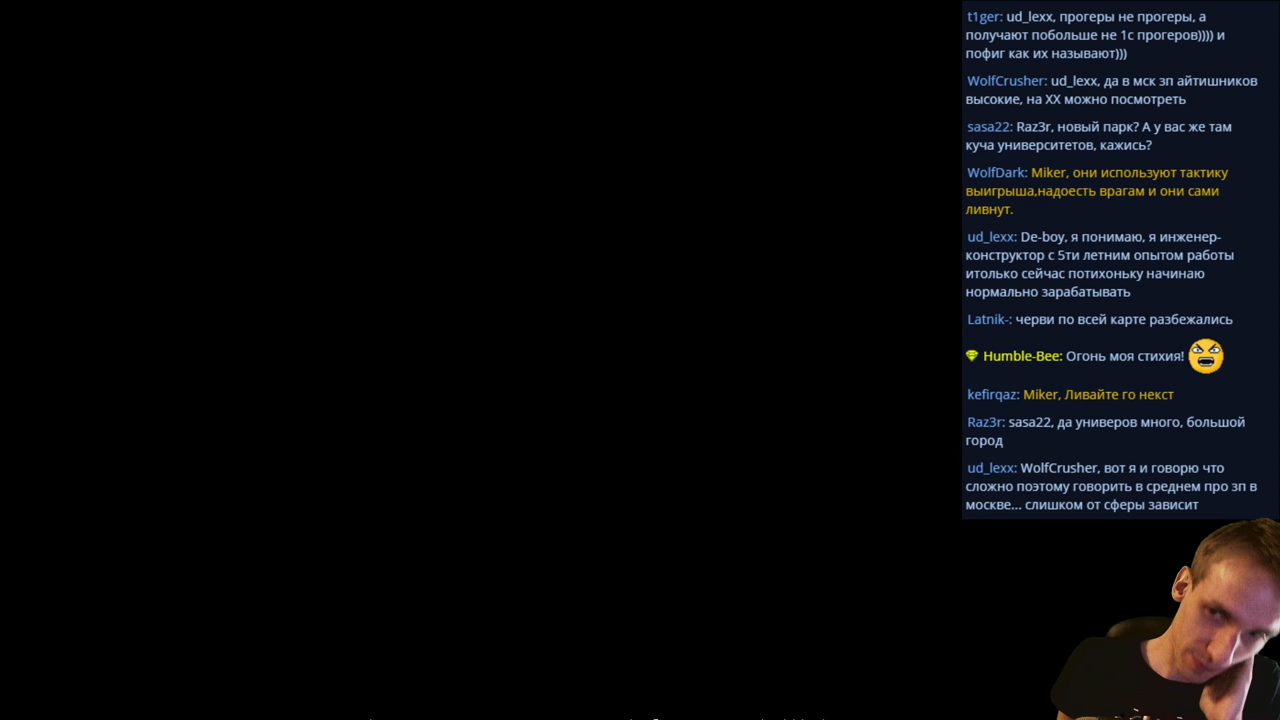 t1ger: ud_lexx, прогеры не прогеры, а
получают побольше не 1с прогеров)))) и
пофиг как их называют)))
WolfCrusher: ud_lexx, да в мск зп айтишников
высокие, на ХХ можно посмотреть
sasa22: Raz3r, новый парк? А у вас же там
куча университетов, кажись?
WolfDark: Miker, они используют тактику
выигрыша,надоесть врагам и они сами
ливнут.
ud_lexx: De-boy, я понимаю, я инженер-
конструктор с 5ти летним опытом работы
итолько сейчас потихоньку начинаю
нормально зарабатывать
Latnik-: черви по всей карте разбежались
Humble-Bee: Огонь моя стихия!
kefirqaz: Miker, Ливайте го некст
Raz3r: sasa22, да универов много, большой
город
ud_lexx: WolfCrusher, вот я и говорю что
сложно поэтому говорить в среднем про зп в
москве... слишком от сферы зависит